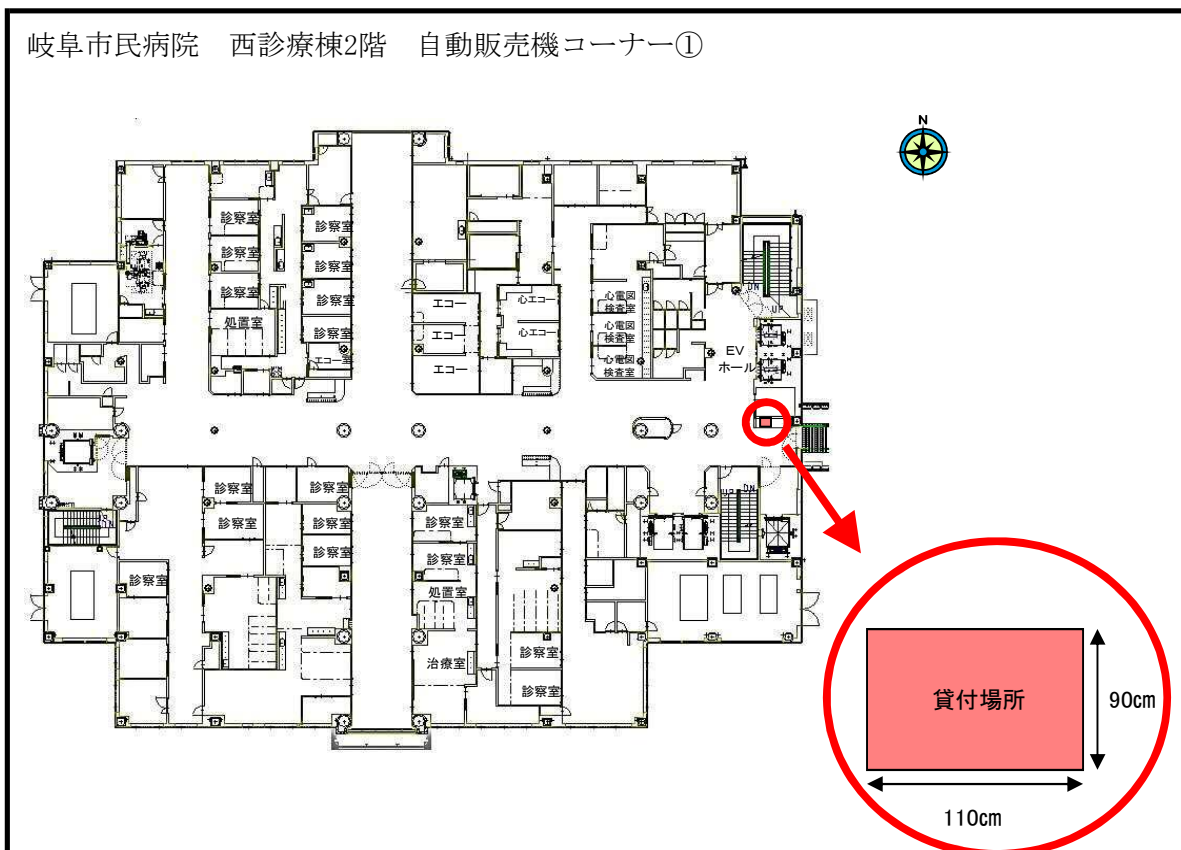 岐阜市民病院　西診療棟2階　自動販売機コーナー①
N
診察室
診察室
診察室
処置室
診察室
診察室
診察室
診察室
エコー室
エコー
エコー
エコー
心エコー
心エコー
心電図
検査室
心電図
検査室
心電図
検査室
DN
UP
EV
ホール
診察室
診察室
診察室
診察室
診察室
診察室
診察室
処置室
治療室
診察室
診察室
UP
DN
DN
貸付場所
90cm
110cm